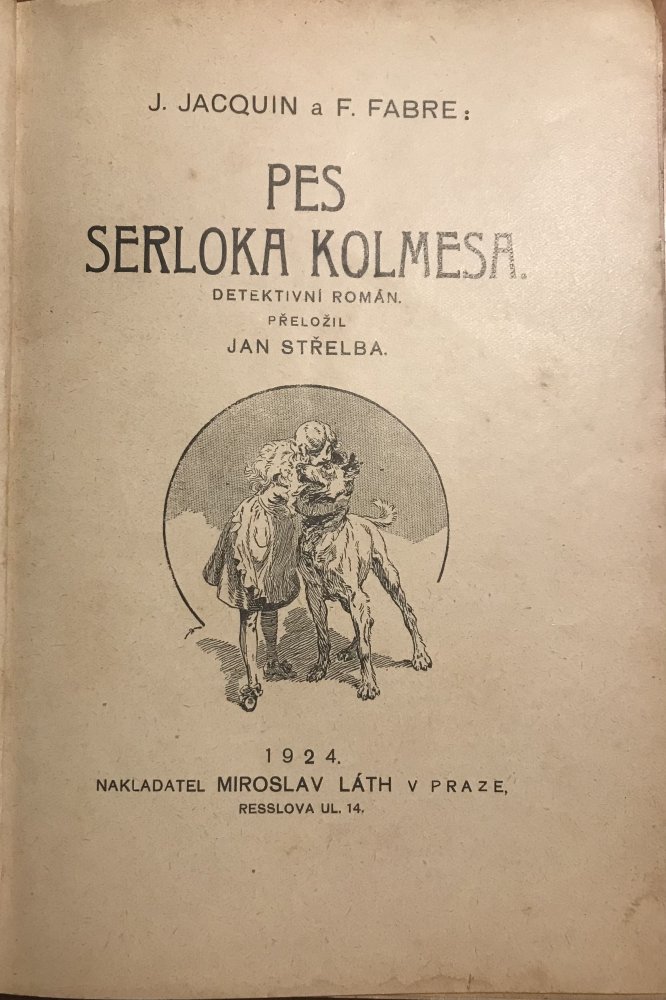 J. JACQUIN a F. FABRE:
PES
SERLOKA KOLMESA.
DETEKTIVNÍ ROMÁN.
PŘELOŽIL
JAN STŘELBA.
1924.
NAKLADATEL MIROSLAV LÁTH V PRAZE,
RESSLOVA UL. 14.